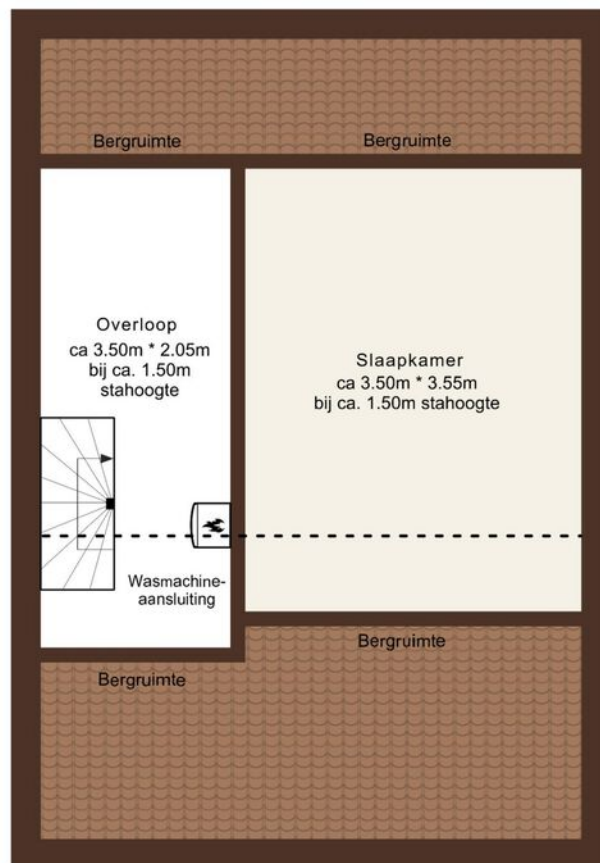 Bergruimte
Bergruimte
Overloop
ca 3.50m * 2.05m
bij ca. 1.50m
stahoogte
Slaapkamer
ca 3.50m * 3.55m
bij ca. 1.50m stahoogte
Wasmachine-
aansluiting
Bergruimte
Bergruimte